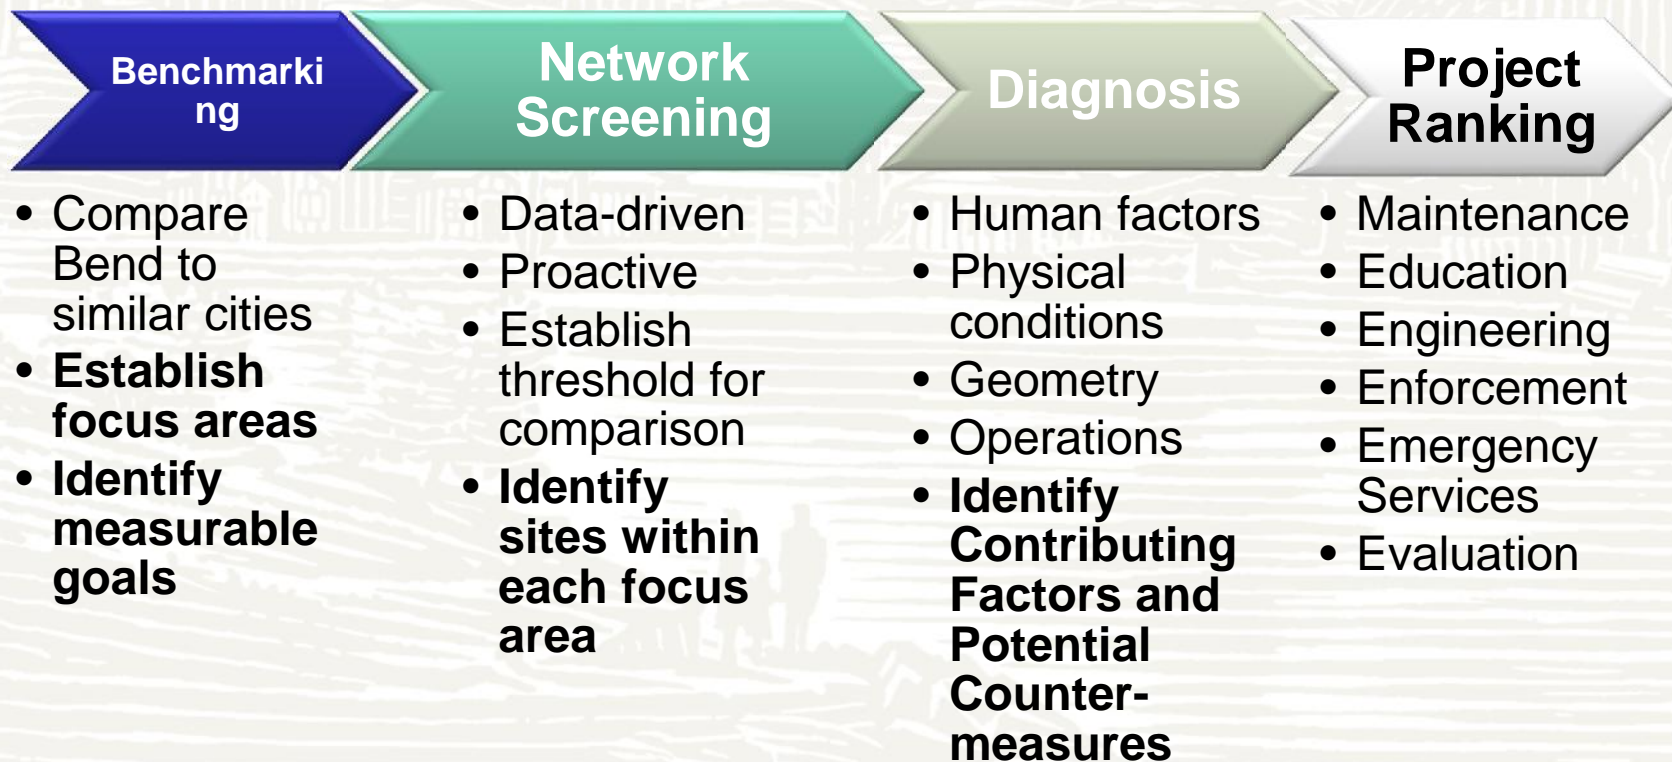 Benchmarki
ng
Network
Screening
Diagnosis
Project
Ranking
• Compare
Bend to
similar cities
• Establish
focus areas
• Identify
measurable
goals
• Data-driven
• Proactive
• Establish
threshold for
comparison
• Identify
sites within
each focus
area
• Human factors
• Physical
conditions
• Geometry
• Operations
• Identify
Contributing
Factors and
Potential
Counter-
measures
• Maintenance
• Education
• Engineering
• Enforcement
• Emergency
Services
• Evaluation